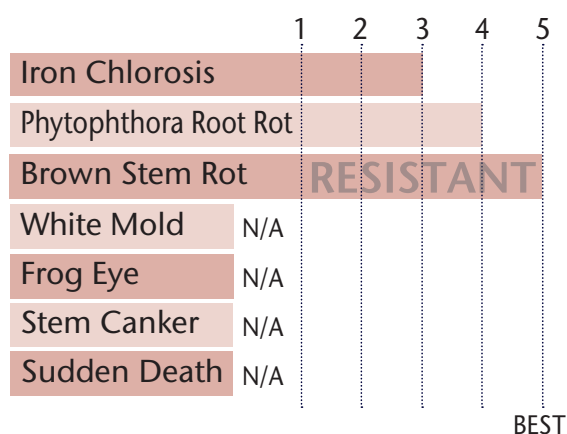 1 2 3 4 5
Iron Chlorosis
Phytophthora Root Rot
Brown Stem Rot RESISTANT
White Mold N/A
Frog Eye N/A
Stem Canker N/A
Sudden Death N/A
BEST